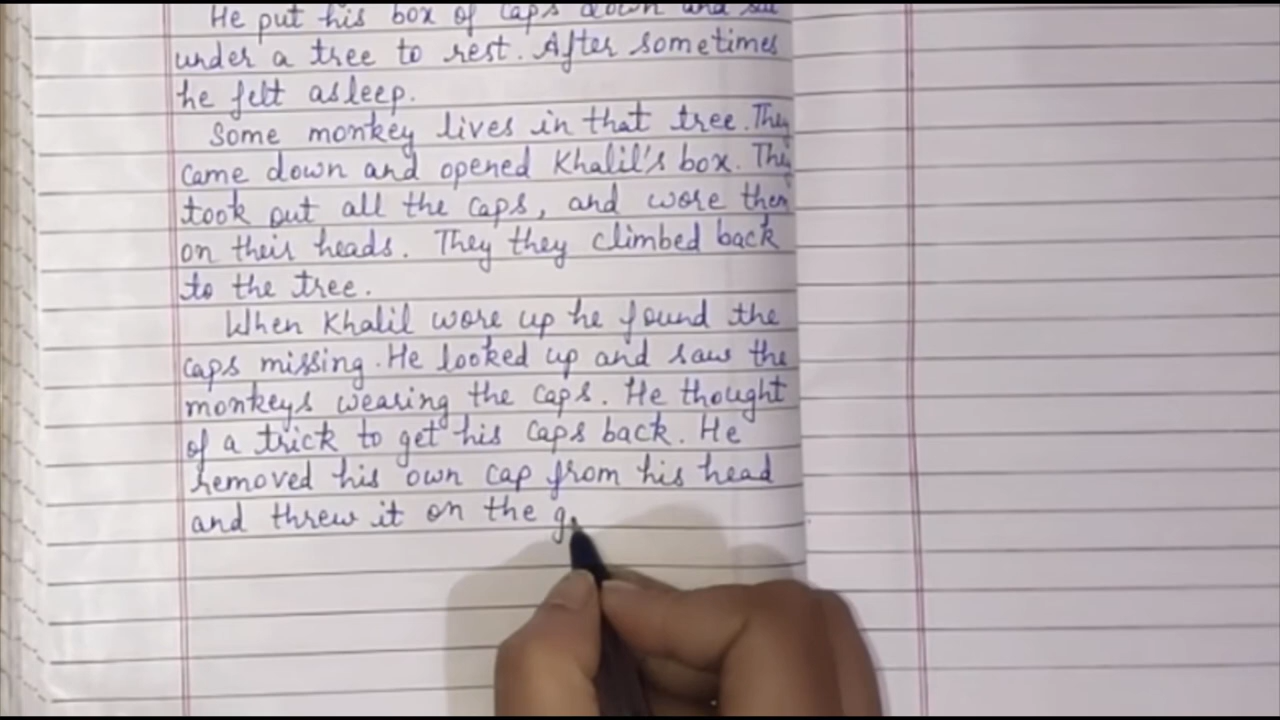 He put his box of caps down and sat
under a tree to rest. After sometimes
he felt asleep.
Some monkey lives in that tree. They
came down and opened Khalil's box. They
took out all the caps, and wore them
on their heads. They they climbed back
to the tree.
When Khalil wore up he found the
caps missing. He looked up and saw the
monkeys wearing the caps. He thought
of a trick to get his caps back. He
removed his own cap from his head
and threw it on the g